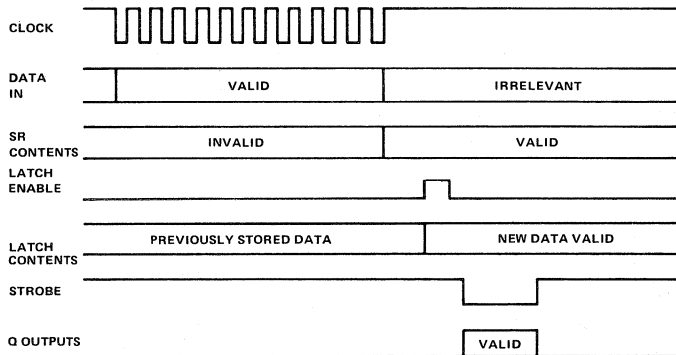 CLOCK
DATA
IN
VALID
IRRELEVANT
SR
CONTENTS
INVALID
VALID
LATCH
ENABLE
LATCH
CONTENTS
PREVIOUSLY STORED DATA
NEW DATA VALID
STROBE
Q OUTPUTS
VALID